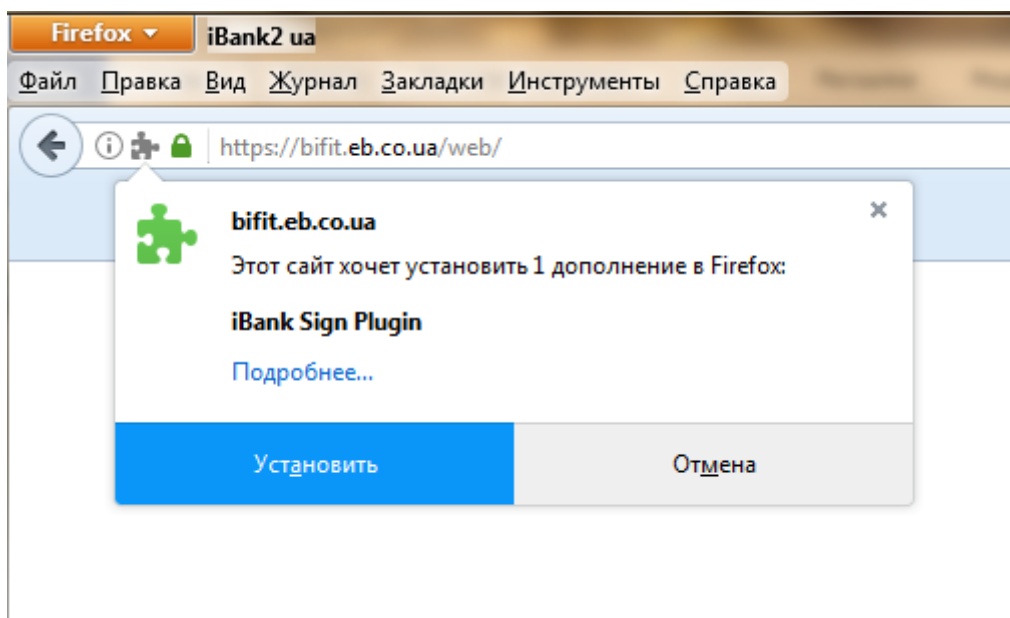 Firefox
iBank2 ua
Файл Правка Вид Журнал Закладки Инструменты Справка
https://bifit.eb.co.ua/web/
bifit.eb.co.ua
Этот сайт хочет установить 1 дополнение в Firefox:
iBank Sign Plugin
Подробнее...
Установить
Отмена